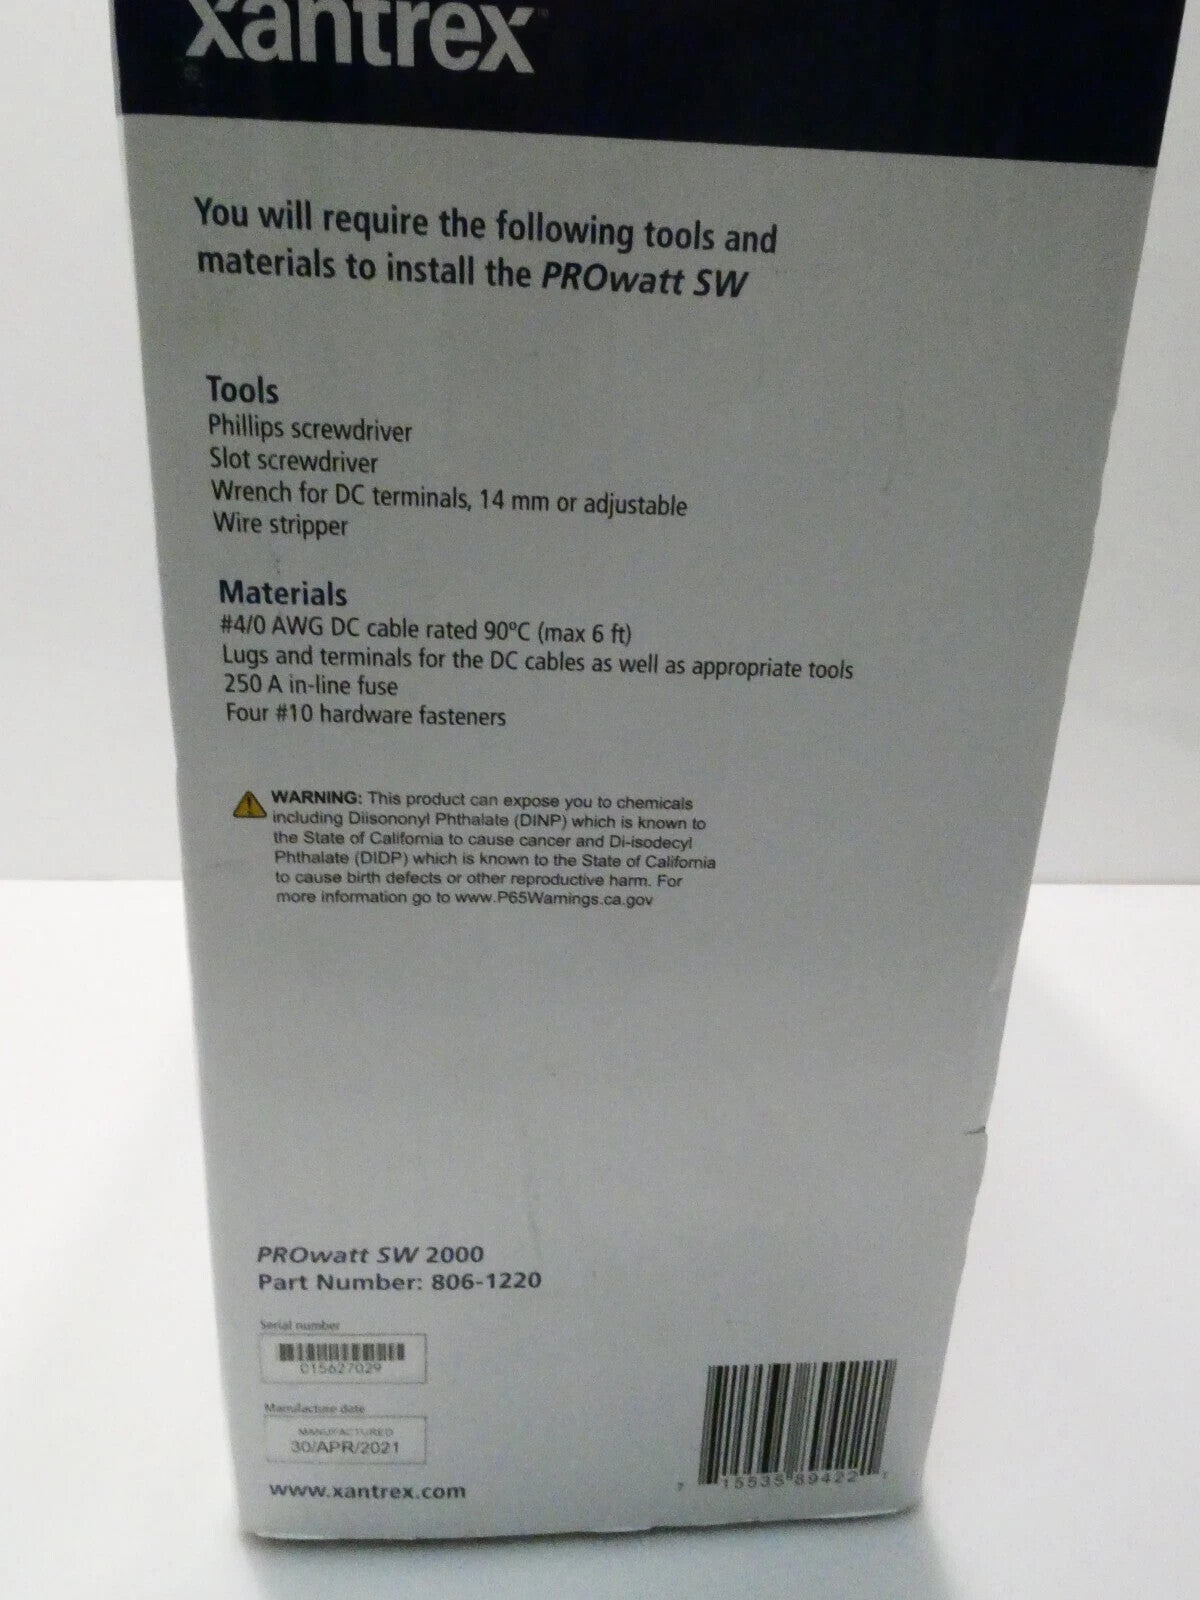 xantrex
You will require the following tools and
materials to install the PROwatt SW
Tools
Phillips screwdriver
Slot screwdriver
Wrench for DC terminals, 14 mm or adjustable
Wire stripper
Materials
#4/0 AWG DC cable rated 90ºC (max 6 ft)
Lugs and terminals for the DC cables as well as appropriate tools
250 A in-line fuse
Four #10 hardware fasteners
WARNING: This product can expose you to chemicals
including Diisononyl Phthalate (DINP) which is known to
the State of California to cause cancer and Di-isodecyl
Phthalate (DIDP) which is known to the State of California
to cause birth defects or other reproductive harm. For
more information go to www.P65Warnings.ca.gov
PROwatt SW 2000
Part Number: 806-1220
Serial number
015627029
Manufacture date
MANUFACTURED
30/APR/2021
www.xantrex.com
7 15535 89422 7